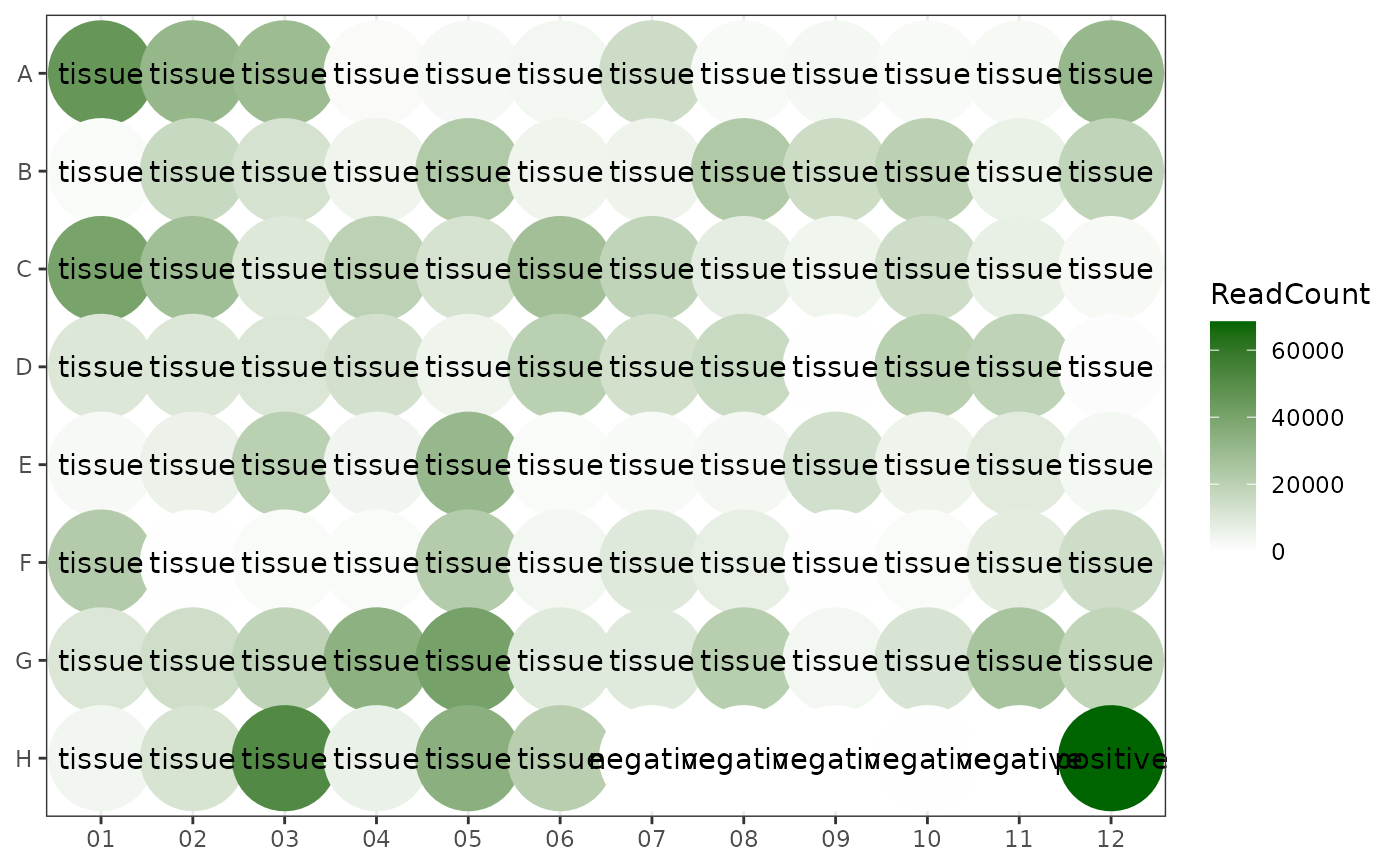 A tissue tissue tissue tissue tissue tissue tissue tissue tissue tissue tissue tissue
B tissue tissue tissue tissue tissue tissue tissue tissue tissue tissue tissue tissue
C tissue tissue tissue tissue tissue tissue tissue tissue tissue tissue tissue tissue
D tissue tissue tissue tissue tissue tissue tissue tissue tissue tissue tissue tissue
E tissue tissue tissue tissue tissue tissue tissue tissue tissue tissue tissue tissue
F tissue tissue tissue tissue tissue tissue tissue tissue tissue tissue tissue tissue
G tissue tissue tissue tissue tissue tissue tissue tissue tissue tissue tissue tissue
H tissue tissue tissue tissue tissue tissue negative negative negative negative negative positive
01 02 03 04 05 06 07 08 09 10 11 12
ReadCount
60000
40000
20000
0